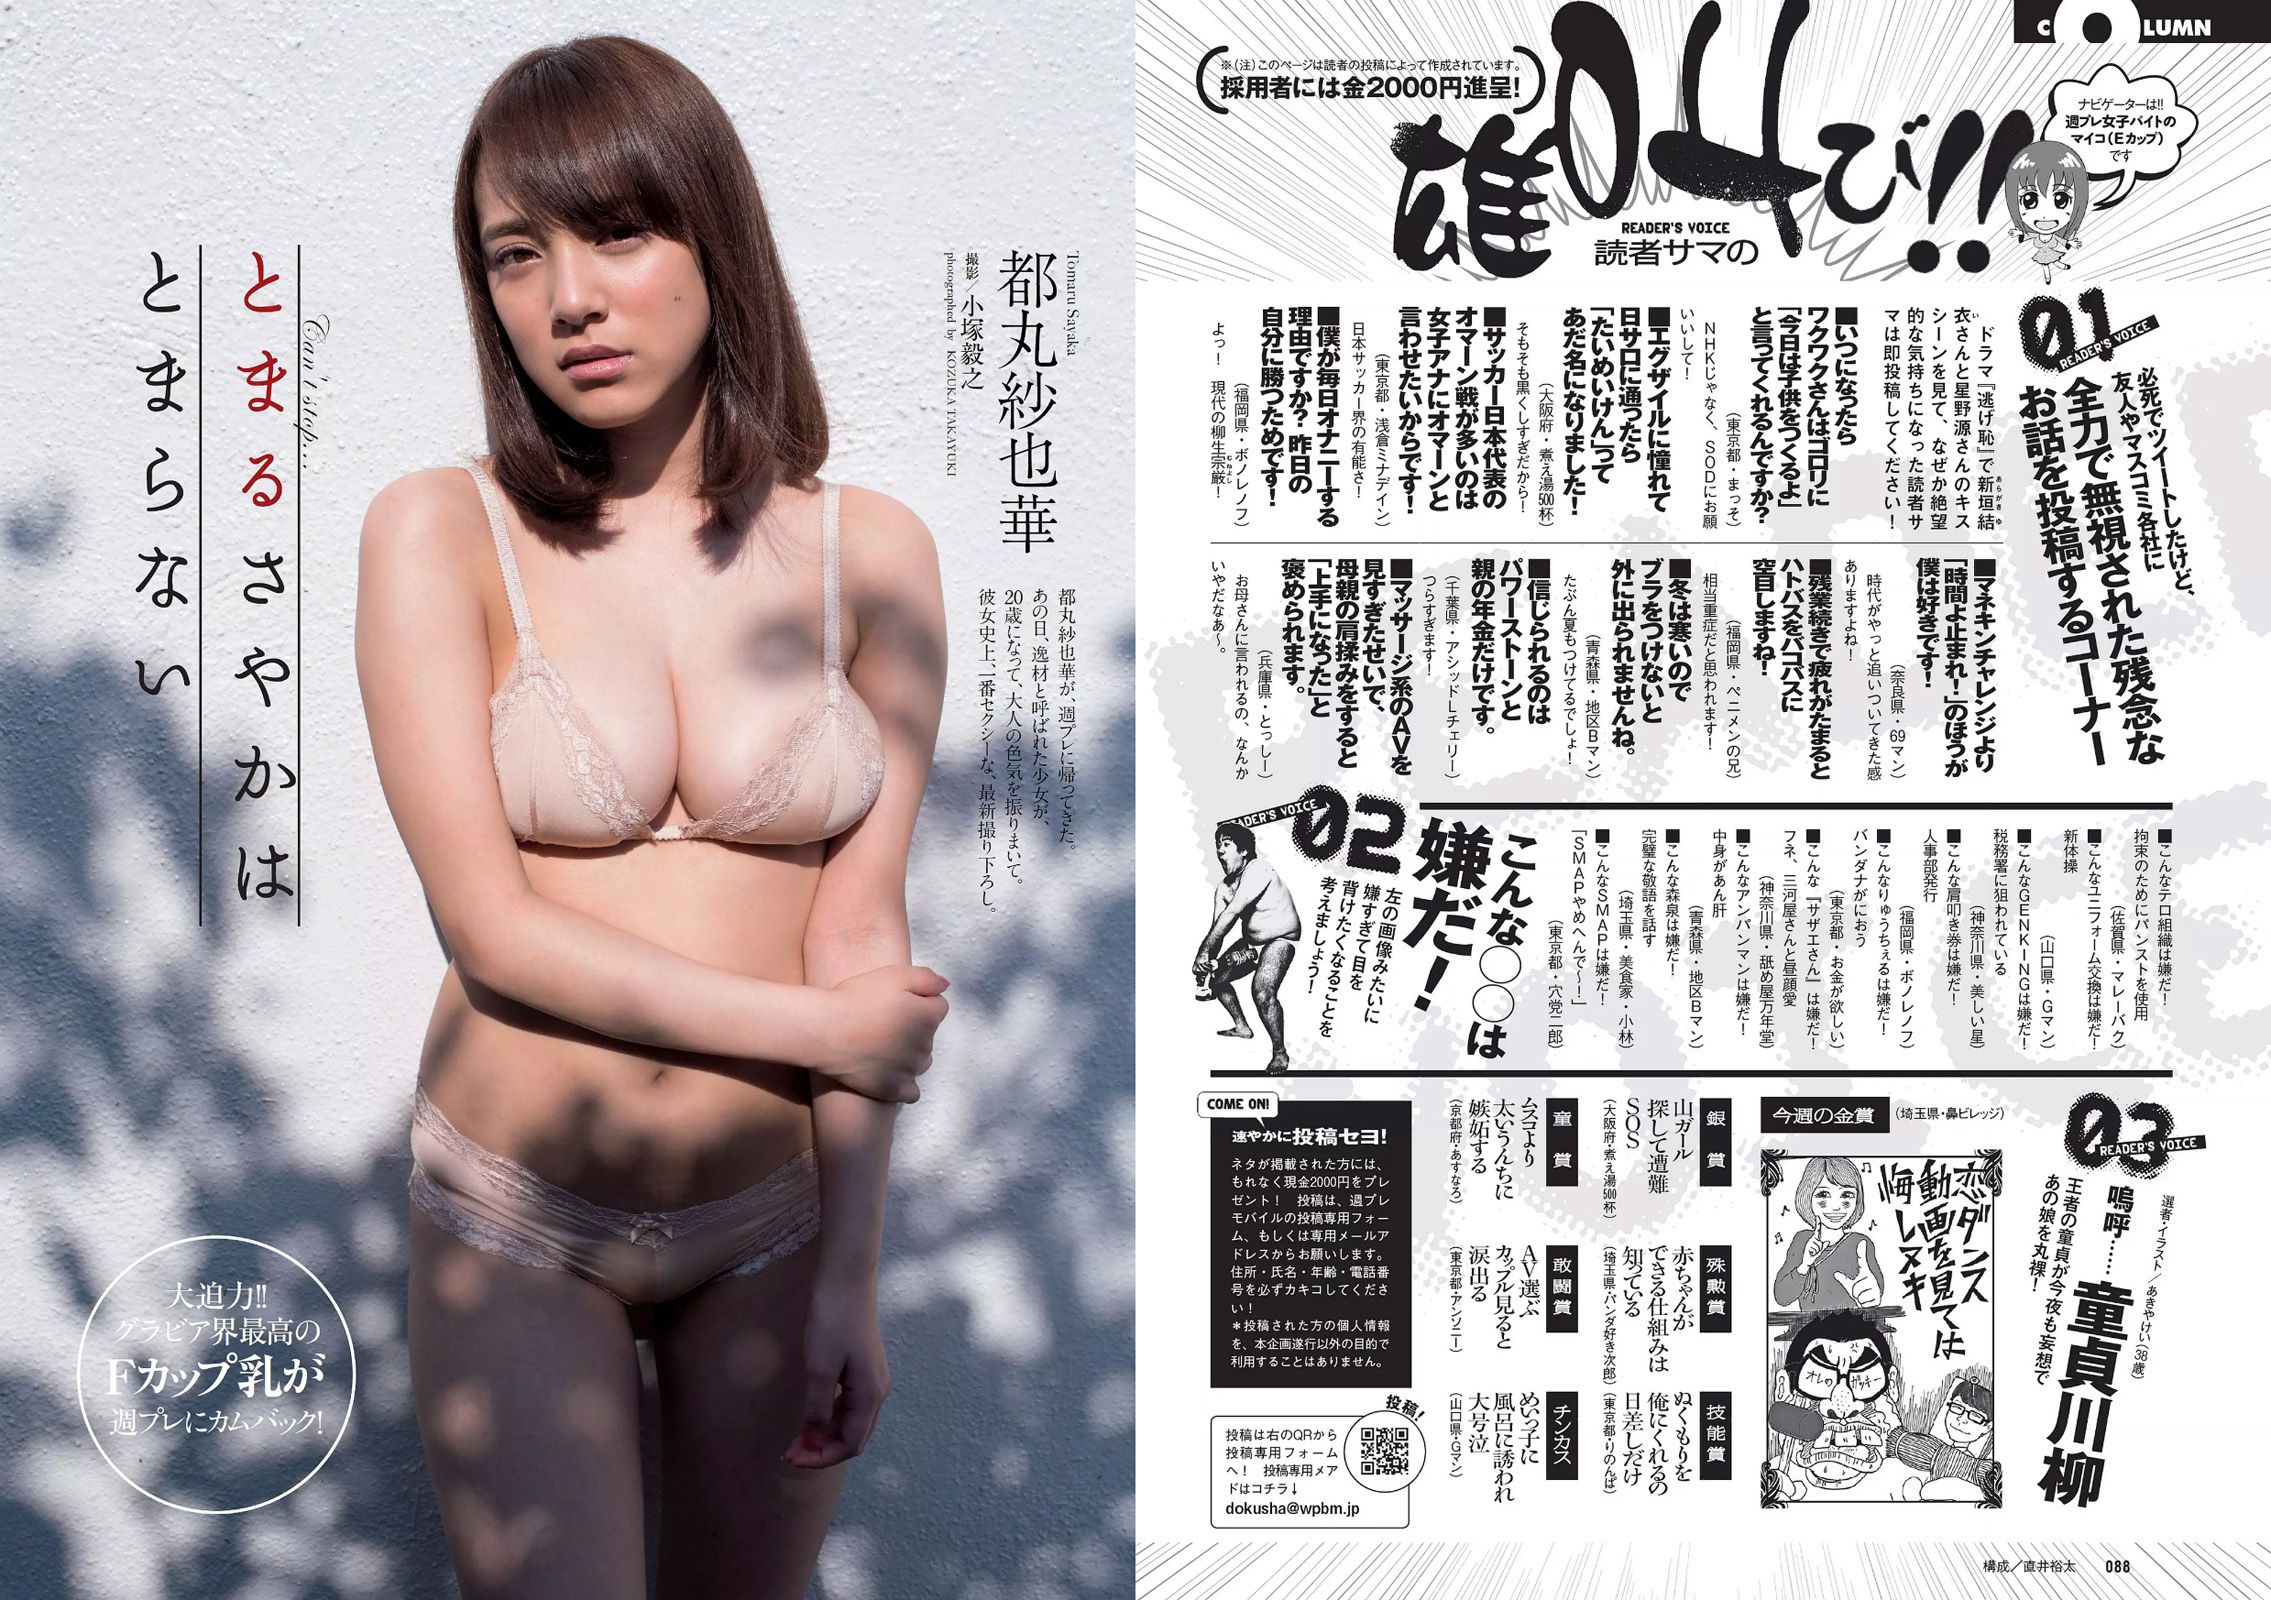 とまるさやかは
とまらない
Can't stop...
都丸紗也華
Tomaru Sayaka
撮影／小塚毅之
photographed by KOZUKA TAKAYUKI
都丸紗也華が、週プレに帰ってきた。
あの日、逸材と呼ばれた少女が、
20歳になって、大人の色気を振りまいて。
彼女史上、一番セクシーな、最新撮り下ろし。
大迫力!!
グラビア界最高の
Fカップ乳が
週プレにカムバック!
COLUMN
※（注）このページは読者の投稿によって作成されています。
採用者には金2000円進呈!
READER'S VOICE
読者サマの
雄叫び!!
ナビゲーターは!!
週プレ女子バイトの
マイコ（Eカップ）
です
01
READER'S VOICE
必死でツイートしたけど、
友人やマスコミ各社に
全力で無視された残念な
お話を投稿するコーナー
ドラマ『逃げ恥』で新垣結
衣さんと星野源さんのキス
シーンを見て、なぜか絶望
的な気持ちになった読者サ
マは即投稿してください!
■いつになったら
ワクワクさんはゴロリに
「今日は子供をつくるよ」
と言ってくれるんですか?
（東京都・まっそ）
NHKじゃなく、SODにお願
いして!
■エグザイルに憧れて
日サロに通ったら
「たいめいけん」って
あだ名になりました!
（大阪府・煮え湯500杯）
そもそも黒くしすぎだから!
■サッカー日本代表の
オマーン戦が多いのは
女子アナにオマーンと
言わせたいからです!
（東京都・浅倉ミナデイン）
日本サッカー界の有能さ!
■僕が毎日オナニーする
理由ですか? 昨日の
自分に勝つためです!
（福岡県・ボノレノフ）
よっ! 現代の柳生宗厳!
■マネキンチャレンジより
「時間よ止まれ!」のほうが
僕は好きです!
（奈良県・69マン）
時代がやっと追いついてきた感
ありますよね!
■残業続きで疲れがたまると
ハトバスをパコパスに
空目しますね!
（福岡県・ペニメンの兄）
相当重症だと思われます!
■冬は寒いので
ブラをつけないと
外に出られませんね。
（青森県・地区Bマン）
たぶん夏もつけてるでしょ!
■信じられるのは
パワーストーンと
親の年金だけです。
（千葉県・アシッドLチェリー）
つらすぎます!
■マッサージ系のAVを
見すぎたせいで、
母親の肩揉みをすると
「上手になった」と
褒められます。
（兵庫県・とっしー）
お母さんに言われるの、なんか
いやだなあ〜。
02
READER'S VOICE
こんな〇〇は
嫌だ!
左の画像みたいに
嫌すぎて目を
背けたくなることを
考えましょう!
■こんなテロ組織は嫌だ!
拘束のためにパンストを使用
（佐賀県・マレーバク）
■こんなユニフォーム交換は嫌だ!
新体操
（山口県・Gマン）
■こんなGENKINGは嫌だ!
税務署に狙われている
（神奈川県・美しい星）
■こんな肩叩き券は嫌だ!
人事部発行
（福岡県・ボノレノフ）
■こんなりゅうちぇるは嫌だ!
バンダナがにおう
（東京都・お金が欲しい）
■こんな『サザエさん』は嫌だ!
フネ、三河屋さんと昼顔愛
（神奈川県・舐め屋万年堂）
■こんなアンパンマンは嫌だ!
中身があん肝
（青森県・地区Bマン）
■こんな森泉は嫌だ!
完璧な敬語を話す
（埼玉県・美食家・小林）
■こんなSMAPは嫌だ!
「SMAPやめへんで〜!」
（東京都・穴党二郎）
03
READER'S VOICE
選者・イラスト／あきやけい（38歳）
嗚呼……童貞川柳
王者の童貞が今夜も妄想で
あの娘を丸裸!
今週の金賞
（埼玉県・鼻ビレッジ）
恋ダンス
動画を見ては
悔しヌキ
オレの
ガッキー
銀賞
山ガール
探して遭難
SOS
（大阪府・煮え湯500杯）
殊勲賞
赤ちゃんが
できる仕組みは
知っている
（埼玉県・パンダ好き次郎）
技能賞
ぬくもりを
俺にくれるの
日差しだけ
（東京都・りのんぱ）
童賞
ムスコより
太いうんちに
嫉妬する
（京都府・あすなろ）
敢闘賞
AV選ぶ
カップル見ると
涙出る
（東京都・アンソニー）
チンカス
めいっ子に
風呂に誘われ
大号泣
（山口県・Gマン）
COME ON!
速やかに投稿セヨ!
ネタが掲載された方には、
もれなく現金2000円をプレ
ゼント! 投稿は、週プレ
モバイルの投稿専用フォー
ム、もしくは専用メールア
ドレスからお願いします。
住所・氏名・年齢・電話番
号を必ずカキコしてくださ
い!
＊投稿された方の個人情報
を、本企画遂行以外の目的で
利用することはありません。
投稿!
投稿は右のQRから
投稿専用フォーム
へ! 投稿専用メア
ドはコチラ↓
dokusha@wpbm.jp
構成／直井裕太
088